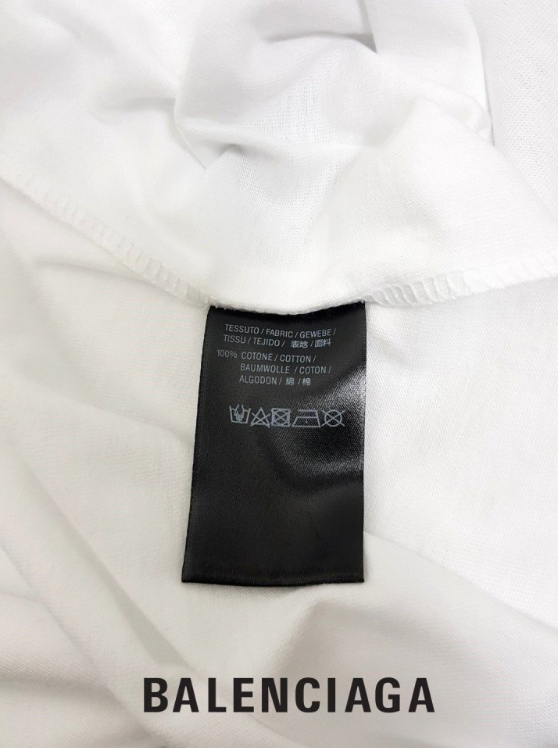 TESSUTO / FABRIC / GEWEBE /
TISSU / TEJIDO / 表地 / 面料
100% COTONE / COTTON /
BAUMWOLLE / COTON /
ALGODON / 綿 / 棉
BALENCIAGA